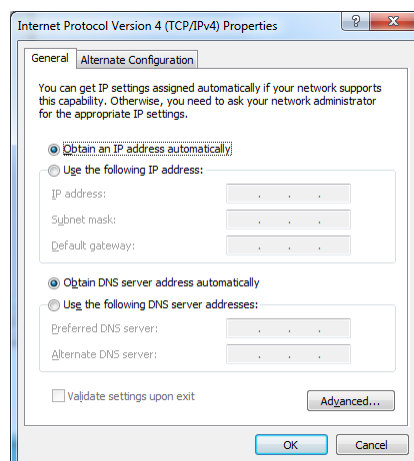 Internet Protocol Version 4 (TCP/IPv4) Properties
General
Alternate Configuration
You can get IP settings assigned automatically if your network supports
this capability. Otherwise, you need to ask your network administrator
for the appropriate IP settings.
Obtain an IP address automatically
Use the following IP address:
IP address:
Subnet mask:
Default gateway:
Obtain DNS server address automatically
Use the following DNS server addresses:
Preferred DNS server:
Alternate DNS server:
Validate settings upon exit
Advanced...
OK
Cancel